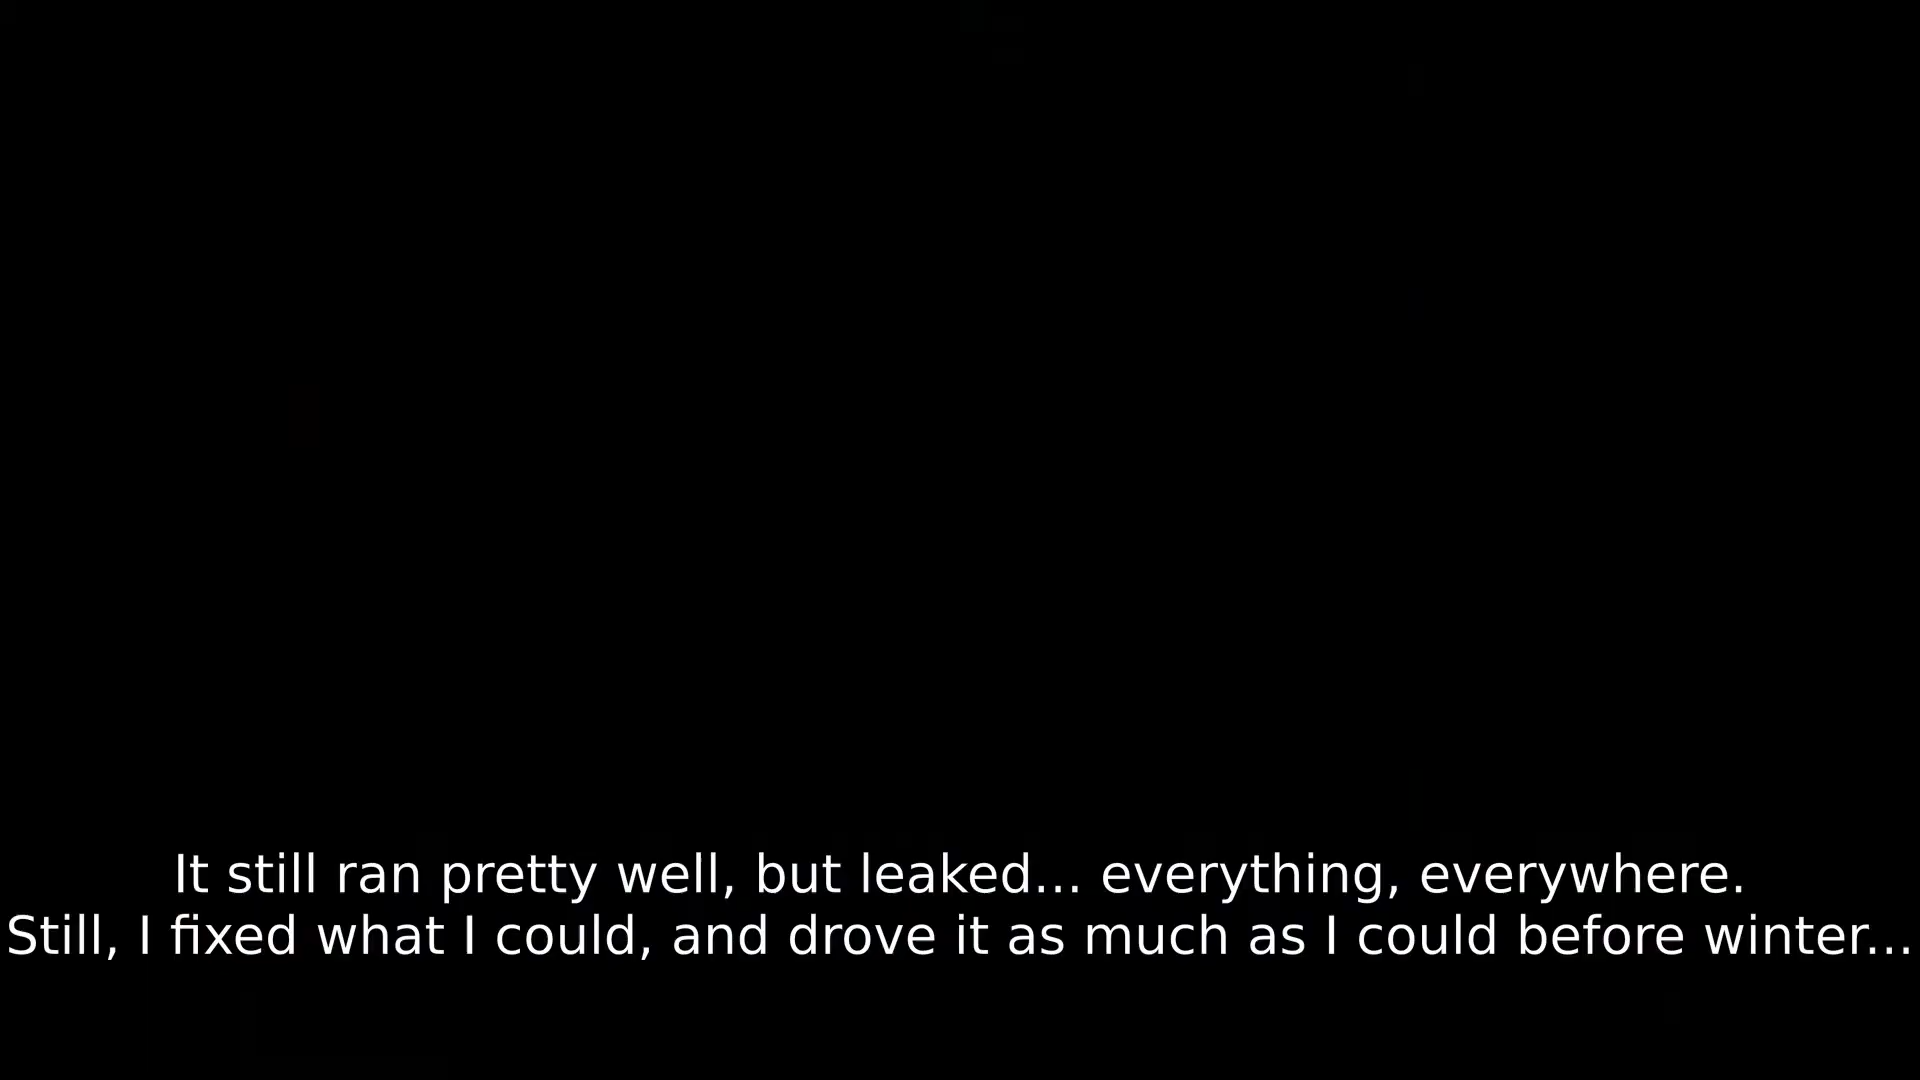 It still ran pretty well, but leaked... everything, everywhere.
Still, I fixed what I could, and drove it as much as I could before winter...